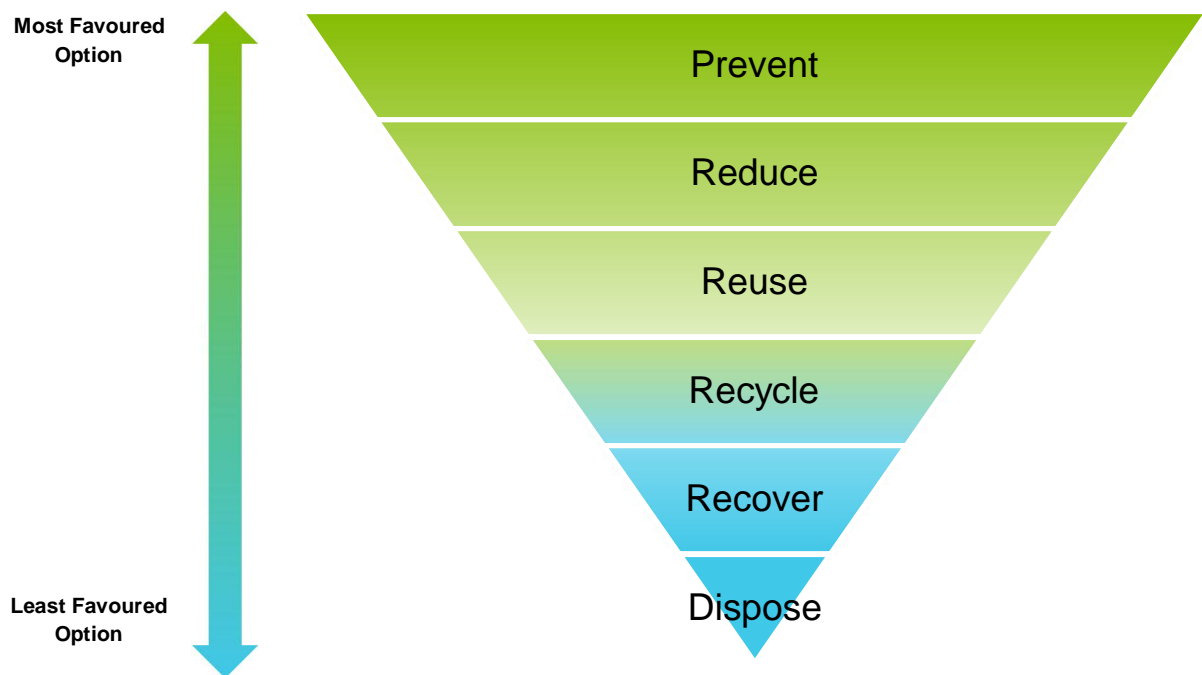 Most Favoured
Option
Prevent
Reduce
Reuse
Recycle
Recover
Dispose
Least Favoured
Option